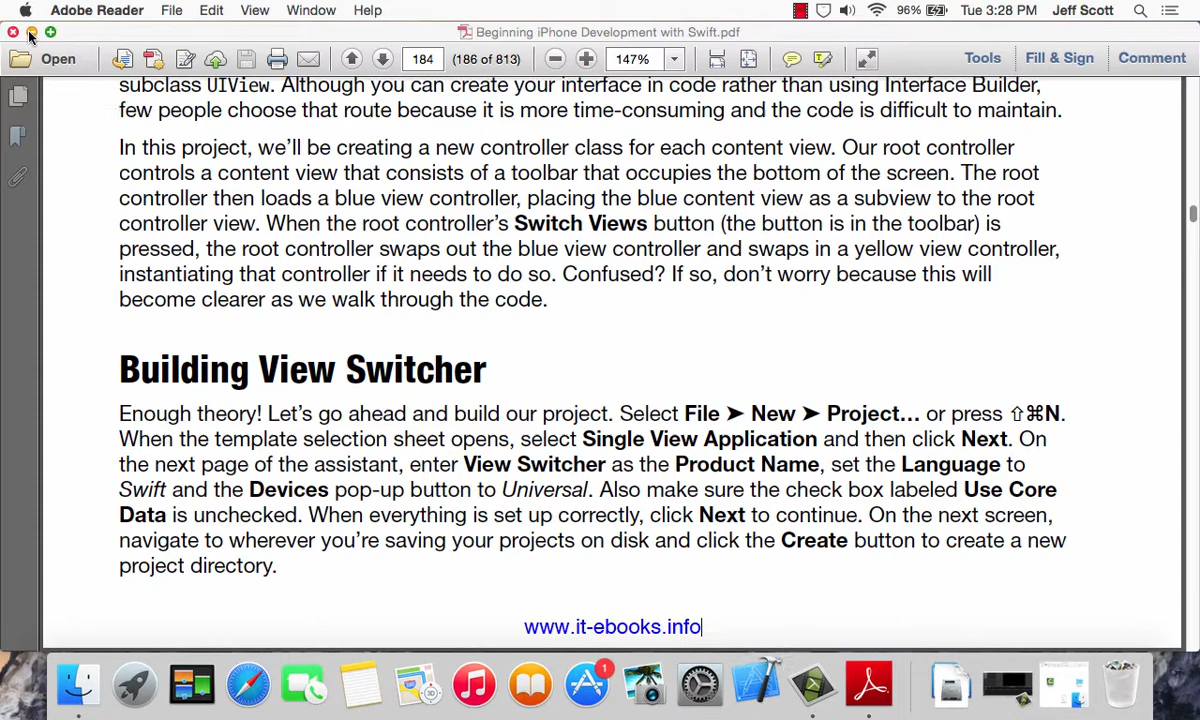 Adobe Reader File Edit View Window Help 96% Tue 3:28 PM Jeff Scott
Beginning iPhone Development with Swift.pdf
Open 184 (186 of 813) 147% Tools Fill & Sign Comment
subclass UIView. Although you can create your interface in code rather than using Interface Builder,
few people choose that route because it is more time-consuming and the code is difficult to maintain.
In this project, we'll be creating a new controller class for each content view. Our root controller
controls a content view that consists of a toolbar that occupies the bottom of the screen. The root
controller then loads a blue view controller, placing the blue content view as a subview to the root
controller view. When the root controller's Switch Views button (the button is in the toolbar) is
pressed, the root controller swaps out the blue view controller and swaps in a yellow view controller,
instantiating that controller if it needs to do so. Confused? If so, don't worry because this will
become clearer as we walk through the code.
Building View Switcher
Enough theory! Let's go ahead and build our project. Select File ➤ New ➤ Project... or press ⇧⌘N.
When the template selection sheet opens, select Single View Application and then click Next. On
the next page of the assistant, enter View Switcher as the Product Name, set the Language to
Swift and the Devices pop-up button to Universal. Also make sure the check box labeled Use Core
Data is unchecked. When everything is set up correctly, click Next to continue. On the next screen,
navigate to wherever you're saving your projects on disk and click the Create button to create a new
project directory.
www.it-ebooks.info
1